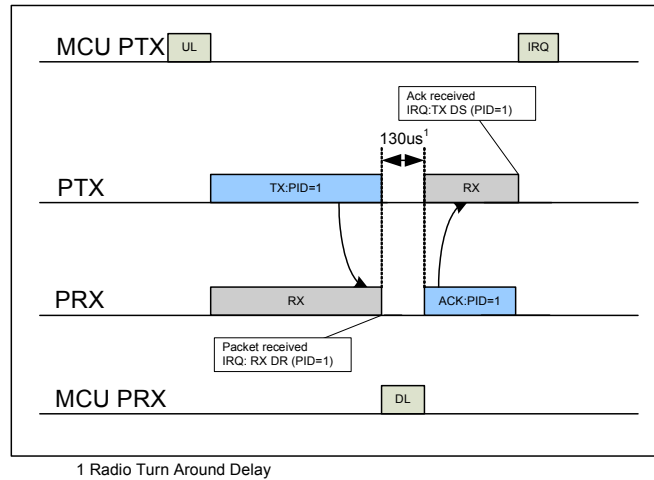 MCU PTX
UL
IRQ
Ack received
IRQ:TX DS (PID=1)
130us1
PTX
TX:PID=1
RX
PRX
RX
ACK:PID=1
Packet received
IRQ: RX DR (PID=1)
MCU PRX
DL
1 Radio Turn Around Delay